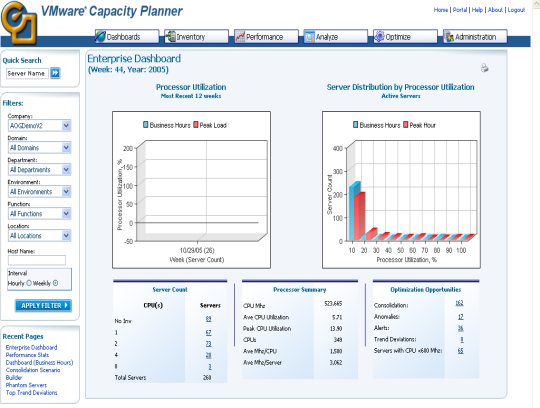 VMware® Capacity Planner
Home | Portal | Help | About | Logout
Dashboards
Inventory
Performance
Analyze
Optimize
Administration
Quick Search
Server Name
Filters:
Company:
AOGDemoV2
Domain:
All Domains
Department:
All Departments
Environment:
All Environments
Function:
All Functions
Location:
All Locations
Host Name:
Interval
Hourly Weekly
APPLY FILTER
Recent Pages
Enterprise Dashboard
Performance Stats
Dashboard (Business Hours)
Consolidation Scenario
Builder
Phantom Servers
Top Trend Deviations
Enterprise Dashboard
(Week: 44, Year: 2005)
Processor Utilization
Most Recent 12 weeks
Business Hours Peak Load
Processor Utilization, %
200
150
100
50
0
-50
10/29/05 (26)
Week (Server Count)
Server Distribution by Processor Utilization
Active Servers
Business Hours Peak Hour
Server Count
400
300
200
100
0
10 20 30 40 50 60 70 80 90 100
Processor Utilization, %
Server Count
CPU(s) Servers
No Inv 89
1 67
2 73
4 28
8 3
Total Servers 260
Processor Summary
CPU Mhz 523,665
Ave CPU Utilization 5.71
Peak CPU Utilization 13.90
CPUs 349
Ave Mhz/CPU 1,500
Ave Mhz/Server 3,062
Optimization Opportunities
Consolidation: 162
Anomalies: 17
Alerts: 36
Trend Deviations: 0
Servers with CPU <600 Mhz: 65